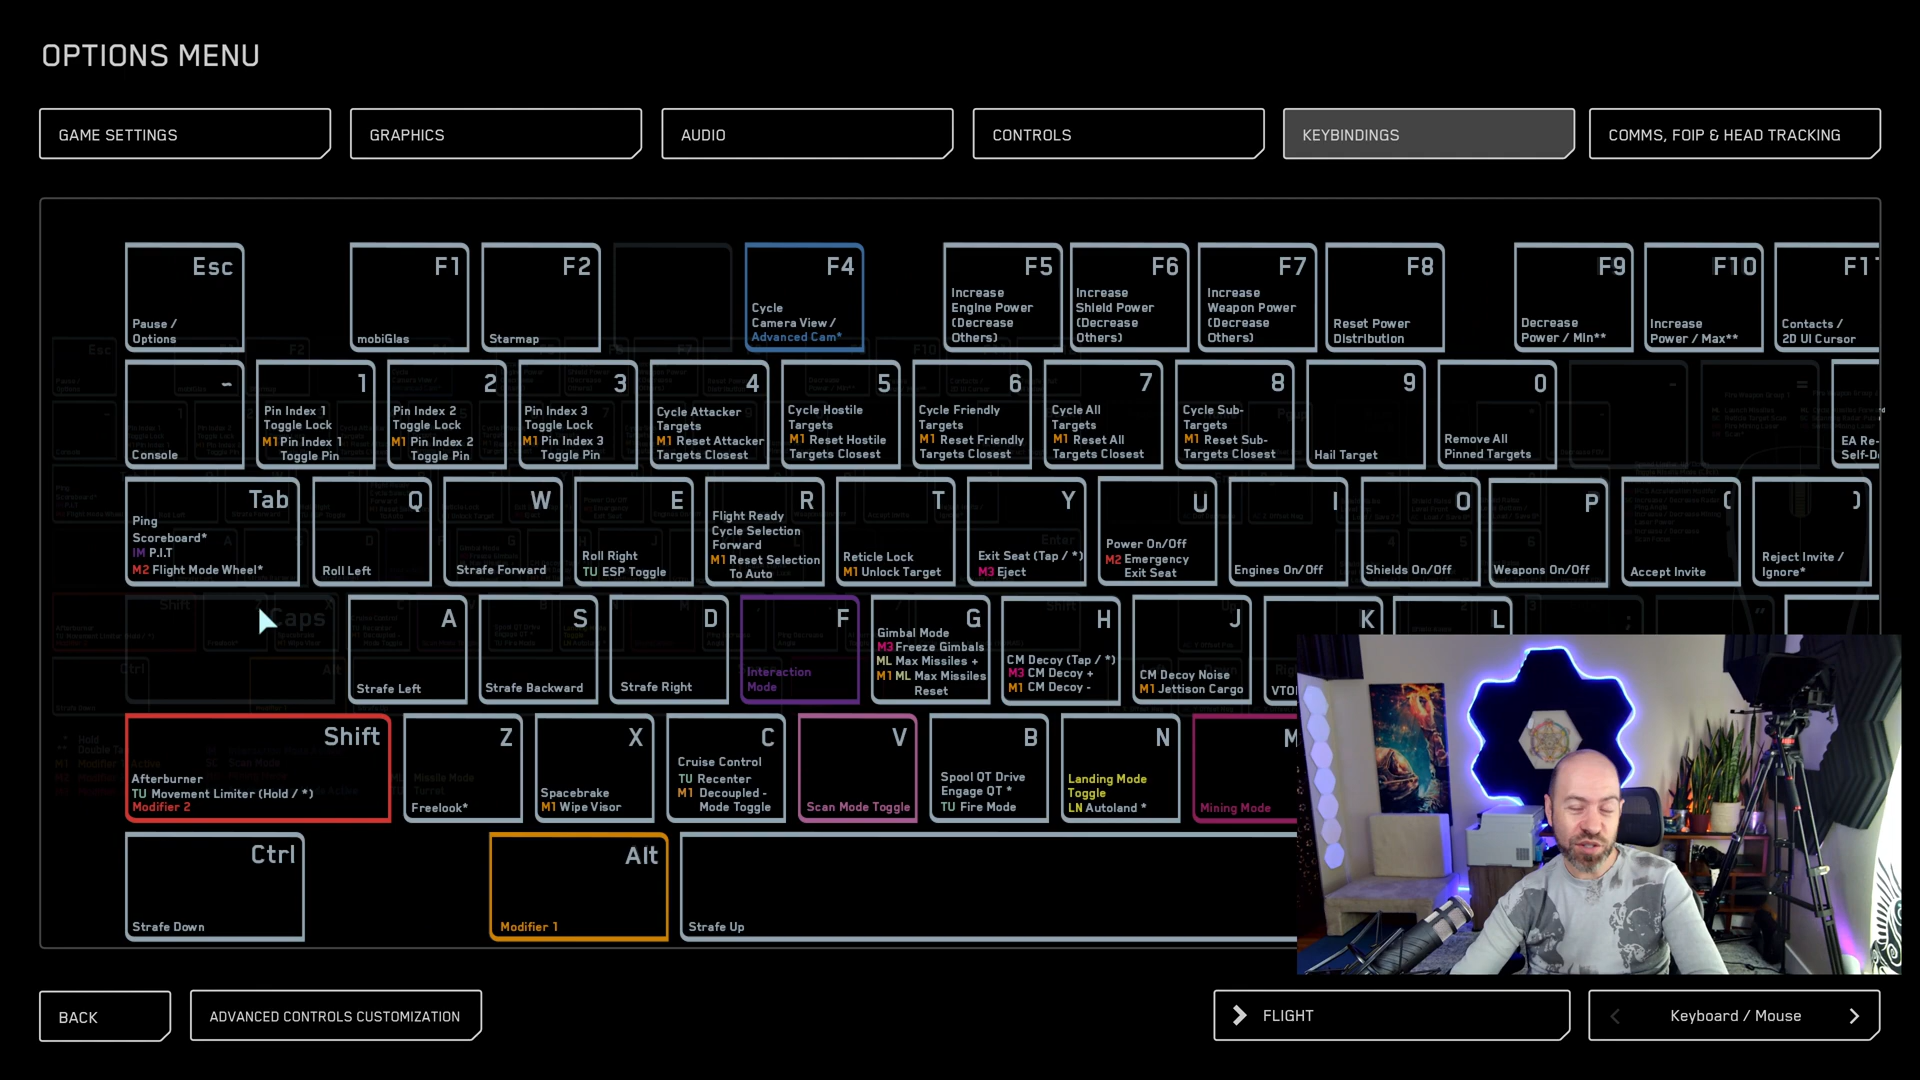 OPTIONS MENU
GAME SETTINGS
GRAPHICS
AUDIO
CONTROLS
KEYBINDINGS
COMMS, FOIP & HEAD TRACKING
Esc
Pause /
Options
F1
mobiGlas
F2
Starmap
F4
Cycle
Camera View /
Advanced Cam*
F5
Increase
Engine Power
(Decrease
Others)
F6
Increase
Shield Power
(Decrease
Others)
F7
Increase
Weapon Power
(Decrease
Others)
F8
Reset Power
Distribution
F9
Decrease
Power / Min**
F10
Increase
Power / Max**
F11
Contacts /
2D UI Cursor
~
Console
1
Pin Index 1
Toggle Lock
M1 Pin Index 1
Toggle Pin
2
Pin Index 2
Toggle Lock
M1 Pin Index 2
Toggle Pin
3
Pin Index 3
Toggle Lock
M1 Pin Index 3
Toggle Pin
4
Cycle Attacker
Targets
M1 Reset Attacker
Targets Closest
5
Cycle Hostile
Targets
M1 Reset Hostile
Targets Closest
6
Cycle Friendly
Targets
M1 Reset Friendly
Targets Closest
7
Cycle All
Targets
M1 Reset All
Targets Closest
8
Cycle Sub-
Targets
M1 Reset Sub-
Targets Closest
9
Hail Target
0
Remove All
Pinned Targets
EA Re-
Self-D
Tab
Ping
Scoreboard*
IM P.I.T
M2 Flight Mode Wheel*
Q
Roll Left
W
Strafe Forward
E
Roll Right
TU ESP Toggle
R
Flight Ready
Cycle Selection
Forward
M1 Reset Selection
To Auto
T
Reticle Lock
M1 Unlock Target
Y
Exit Seat (Tap / *)
M3 Eject
U
Power On/Off
M2 Emergency
Exit Seat
I
Engines On/Off
O
Shields On/Off
P
Weapons On/Off
Accept Invite
Reject Invite /
Ignore*
Caps
A
Strafe Left
S
Strafe Backward
D
Strafe Right
F
Interaction
Mode
G
Gimbal Mode
M3 Freeze Gimbals
ML Max Missiles +
M1 ML Max Missiles
Reset
H
CM Decoy (Tap / *)
M3 CM Decoy +
M1 CM Decoy -
J
CM Decoy Noise
M1 Jettison Cargo
K
VTO
L
Shift
Afterburner
TU Movement Limiter (Hold / *)
Modifier 2
Z
Freelook*
X
Spacebrake
M1 Wipe Visor
C
Cruise Control
TU Recenter
M1 Decoupled -
Mode Toggle
V
Scan Mode Toggle
B
Spool QT Drive
Engage QT *
TU Fire Mode
N
Landing Mode
Toggle
LN Autoland *
M
Mining Mode
Ctrl
Strafe Down
Alt
Modifier 1
Strafe Up
BACK
ADVANCED CONTROLS CUSTOMIZATION
FLIGHT
Keyboard / Mouse